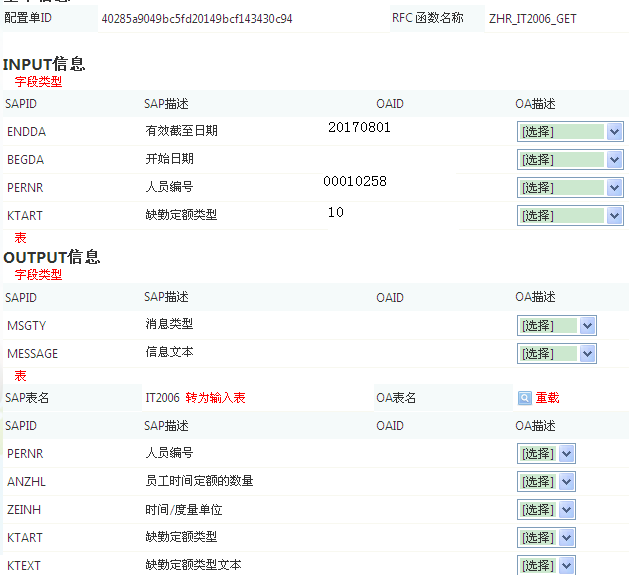 配置单ID 40285a9049bc5fd20149bcf143430c94 RFC 函数名称 ZHR_IT2006_GET
INPUT信息
字段类型
SAPID SAP描述 OAID OA描述
ENDDA 有效截至日期 20170801 [选择]
BEGDA 开始日期 [选择]
PERNR 人员编号 00010258 [选择]
KTART 缺勤定额类型 10 [选择]
表
OUTPUT信息
字段类型
SAPID SAP描述 OAID OA描述
MSGTY 消息类型 [选择]
MESSAGE 信息文本 [选择]
表
SAP表名 IT2006 转为输入表 OA表名 重载
SAPID SAP描述 OAID OA描述
PERNR 人员编号 [选择]
ANZHL 员工时间定额的数量 [选择]
ZEINH 时间/度量单位 [选择]
KTART 缺勤定额类型 [选择]
KTEXT 缺勤定额类型文本 [选择]